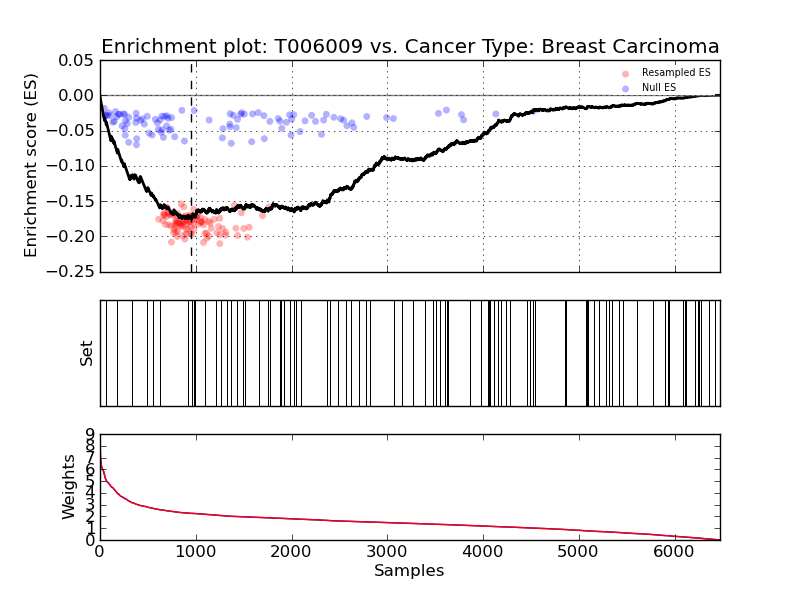 Enrichment plot: T006009 vs. Cancer Type: Breast Carcinoma
0.05
0.00
−0.05
−0.10
−0.15
−0.20
−0.25
Enrichment score (ES)
Resampled ES
Null ES
Set
9
8
7
6
5
4
3
2
1
0
Weights
0 1000 2000 3000 4000 5000 6000
Samples